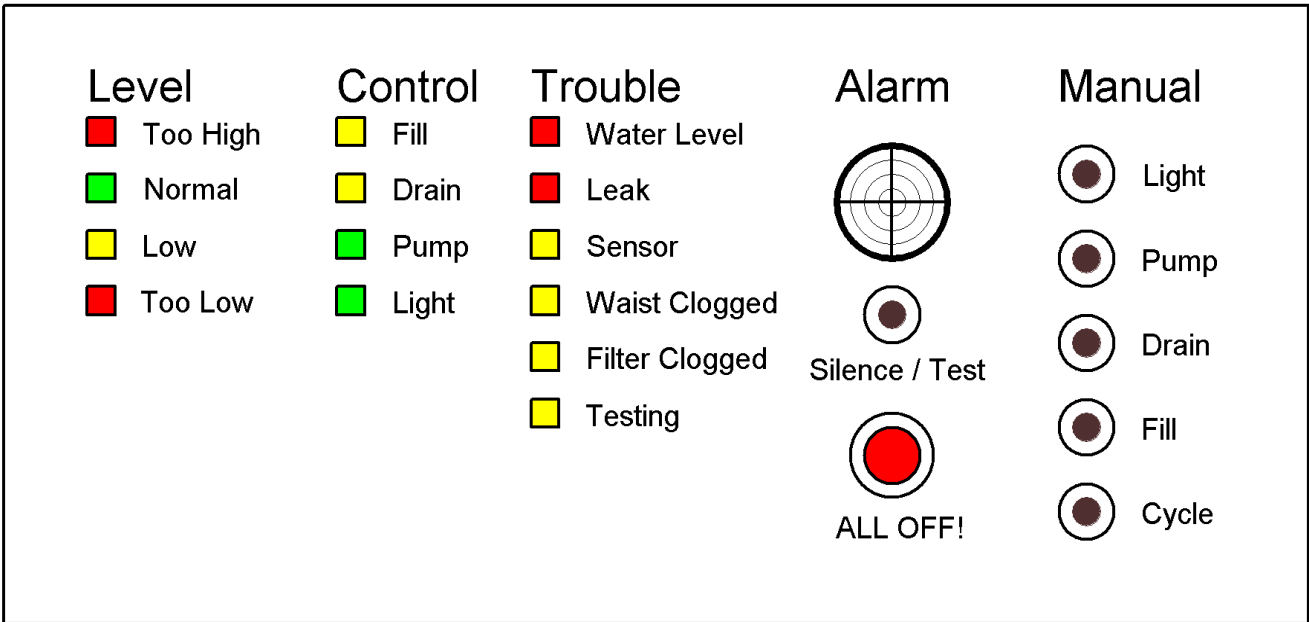 Level
Too High
Normal
Low
Too Low
Control
Fill
Drain
Pump
Light
Trouble
Water Level
Leak
Sensor
Waist Clogged
Filter Clogged
Testing
Alarm
Silence / Test
ALL OFF!
Manual
Light
Pump
Drain
Fill
Cycle